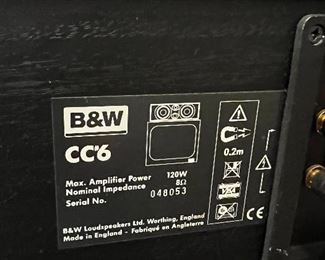 B&W
CC6
Max. Amplifier Power 120W
Nominal Impedance 8Ω
Serial No. 048053
0.2m
B&W Loudspeakers Ltd. Worthing, England
Made in England - Fabriqué en Angleterre
CE